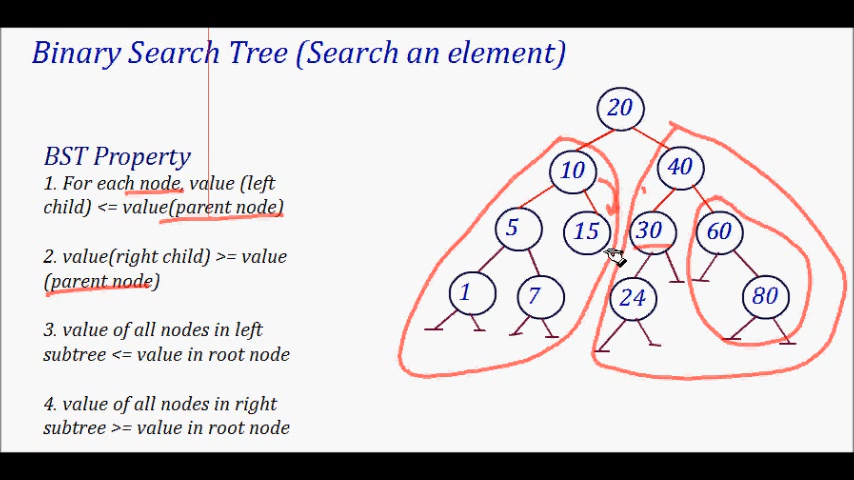 Binary Search Tree (Search an element)
BST Property
1. For each node, value (left
child) <= value(parent node)
2. value(right child) >= value
(parent node)
3. value of all nodes in left
subtree <= value in root node
4. value of all nodes in right
subtree >= value in root node
20
10
40
5
15
30
60
1
7
24
80